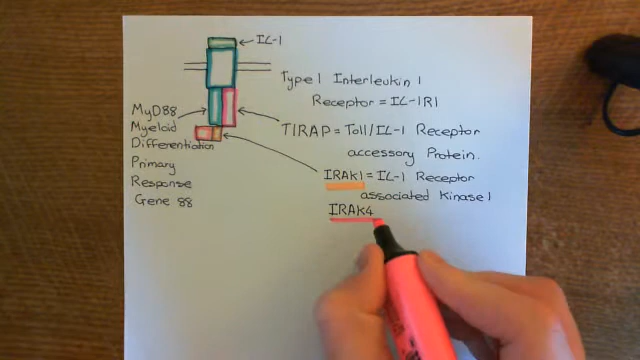 IL-1
Type 1 Interleukin 1
Receptor = IL-1R1
MyD88
Myeloid
Differentiation
Primary
Response
Gene 88
TIRAP = Toll/IL-1 Receptor
accessory Protein.
IRAK1 = IL-1 Receptor
associated Kinase 1
IRAK4